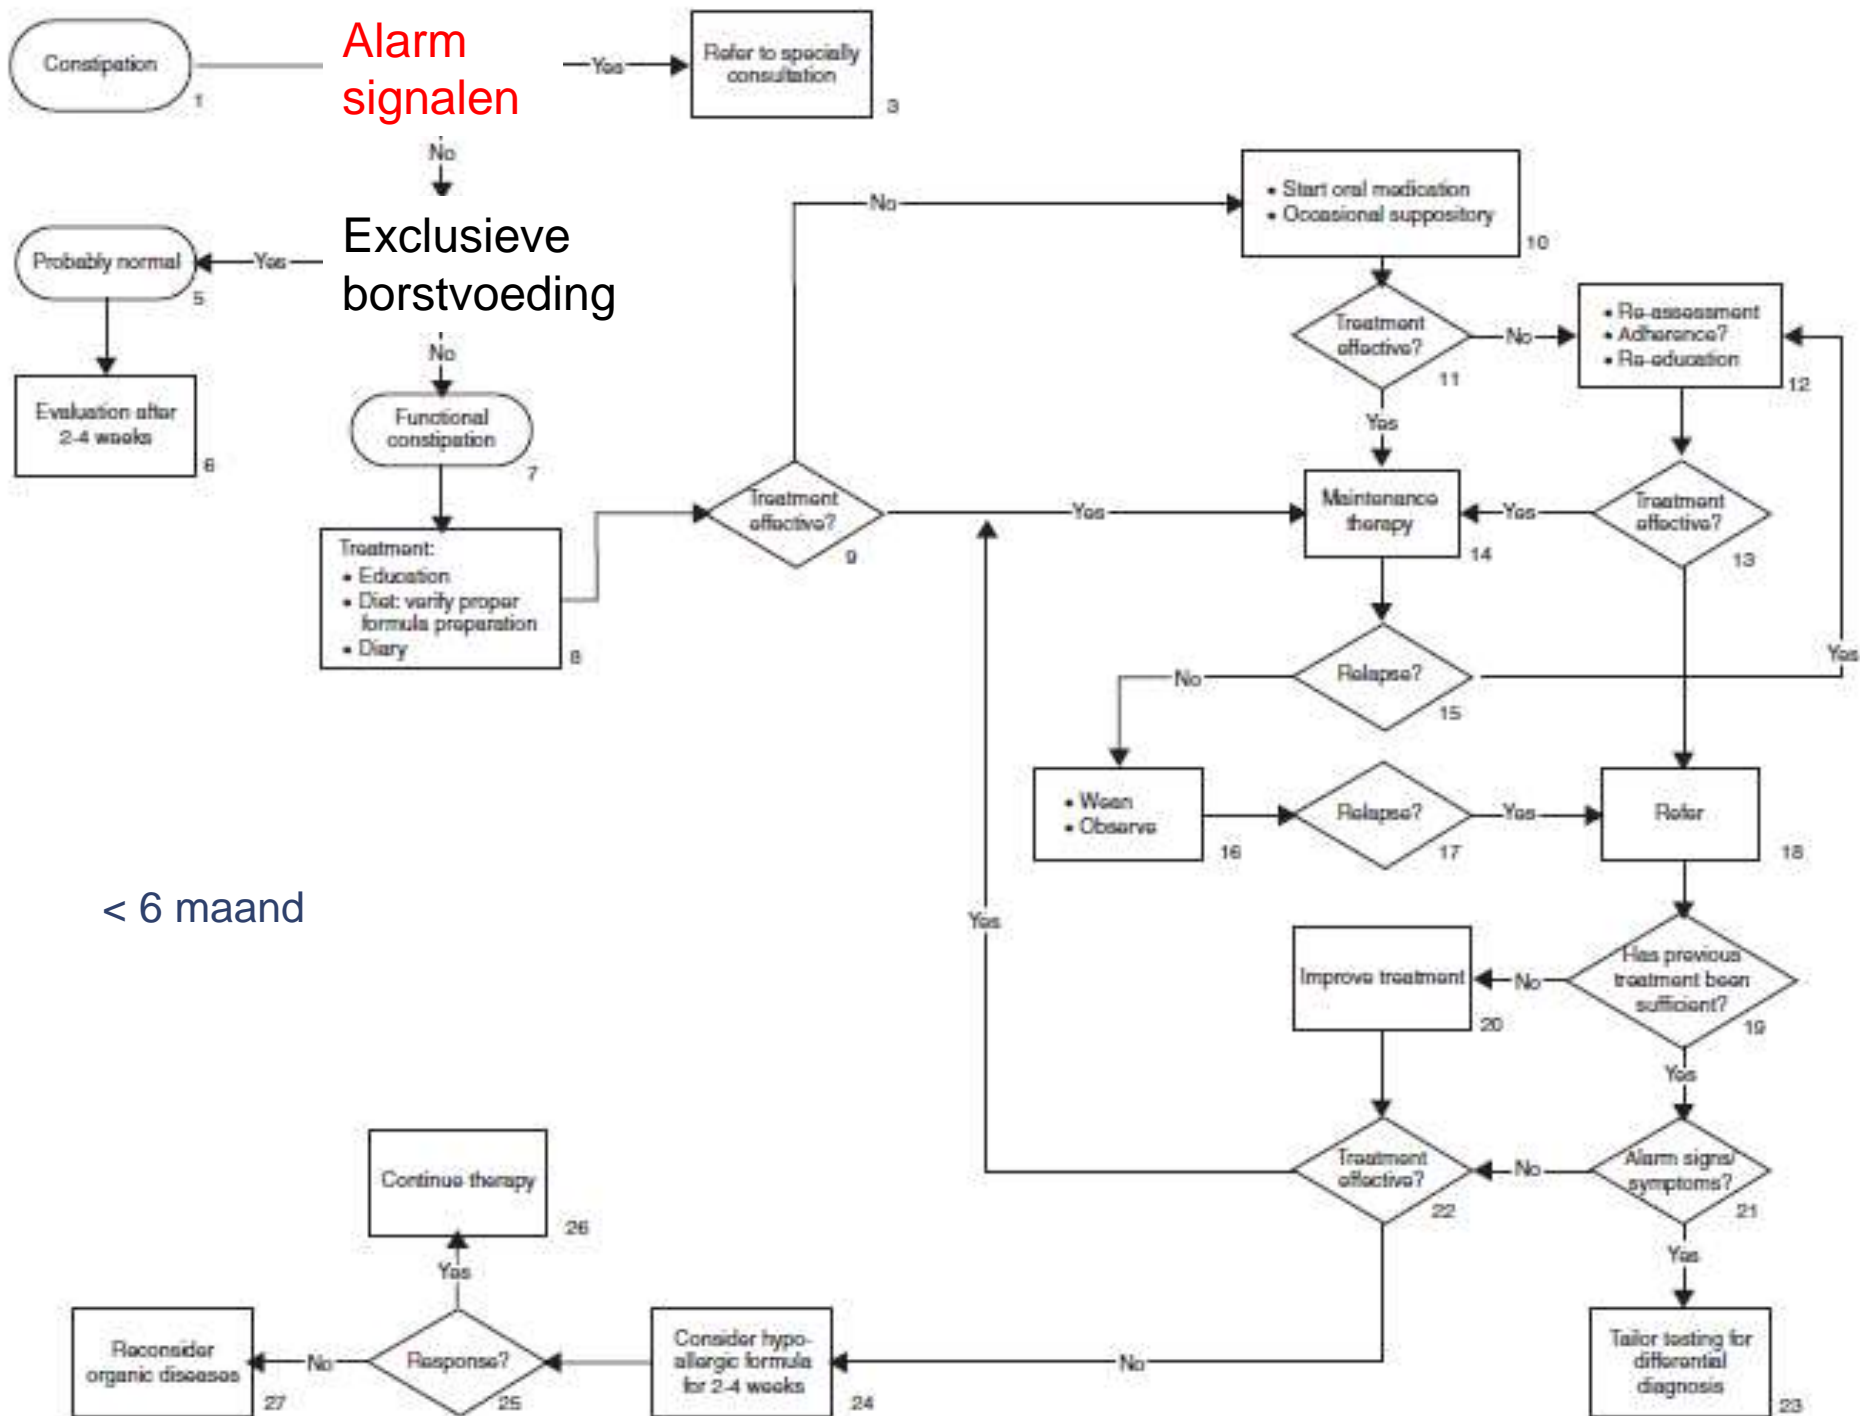 Constipation
1
Alarm
signalen
Yes
Refer to specialy
consultation
3
No
Exclusieve
borstvoeding
Yes
Probably normal
5
Evaluation after
2-4 weeks
6
No
Functional
constipation
7
Treatment:
• Education
• Diet: verify proper
formula preparation
• Diary
8
Treatment
effective?
9
No
Yes
• Start oral medication
• Occasional suppository
10
Treatment
effective?
11
No
Yes
• Re-assessment
• Adherence?
• Re-education
12
Treatment
effective?
13
Yes
Maintenance
therapy
14
Relapse?
15
No
Yes
• Wean
• Observe
16
Relapse?
17
Yes
Refer
18
< 6 maand
Has previous
treatment been
sufficient?
19
No
Yes
Improve treatment
20
Alarm signs/
symptoms?
21
No
Yes
Treatment
effective?
22
Yes
No
Tailor testing for
differential
diagnosis
23
Consider hypo-
allergic formula
for 2-4 weeks
24
Response?
25
Yes
No
Continue therapy
26
Reconsider
organic diseases
27